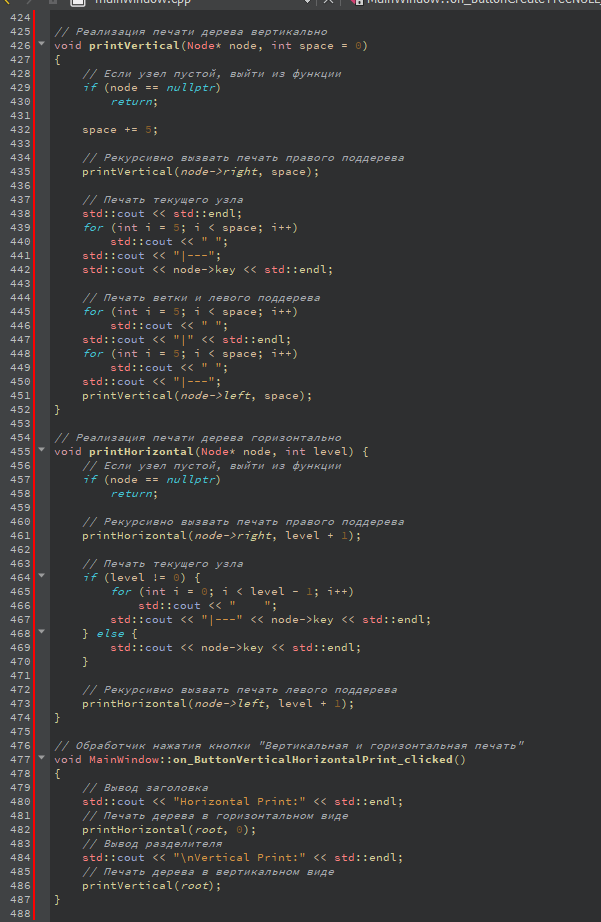 mainwindow.cpp
424
425 // Реализация печати дерева вертикально
426 void printVertical(Node* node, int space = 0)
427 {
428     // Если узел пустой, выйти из функции
429     if (node == nullptr)
430         return;
431
432     space += 5;
433
434     // Рекурсивно вызвать печать правого поддерева
435     printVertical(node->right, space);
436
437     // Печать текущего узла
438     std::cout << std::endl;
439     for (int i = 5; i < space; i++)
440         std::cout << " ";
441     std::cout << "|---";
442     std::cout << node->key << std::endl;
443
444     // Печать ветки и левого поддерева
445     for (int i = 5; i < space; i++)
446         std::cout << " ";
447     std::cout << "|" << std::endl;
448     for (int i = 5; i < space; i++)
449         std::cout << " ";
450     std::cout << "|---";
451     printVertical(node->left, space);
452 }
453
454 // Реализация печати дерева горизонтально
455 void printHorizontal(Node* node, int level) {
456     // Если узел пустой, выйти из функции
457     if (node == nullptr)
458         return;
459
460     // Рекурсивно вызвать печать правого поддерева
461     printHorizontal(node->right, level + 1);
462
463     // Печать текущего узла
464     if (level != 0) {
465         for (int i = 0; i < level - 1; i++)
466             std::cout << "    ";
467         std::cout << "|---" << node->key << std::endl;
468     } else {
469         std::cout << node->key << std::endl;
470     }
471
472     // Рекурсивно вызвать печать левого поддерева
473     printHorizontal(node->left, level + 1);
474 }
475
476 // Обработчик нажатия кнопки "Вертикальная и горизонтальная печать"
477 void MainWindow::on_ButtonVerticalHorizontalPrint_clicked()
478 {
479     // Вывод заголовка
480     std::cout << "Horizontal Print:" << std::endl;
481     // Печать дерева в горизонтальном виде
482     printHorizontal(root, 0);
483     // Вывод разделителя
484     std::cout << "\nVertical Print:" << std::endl;
485     // Печать дерева в вертикальном виде
486     printVertical(root);
487 }
488